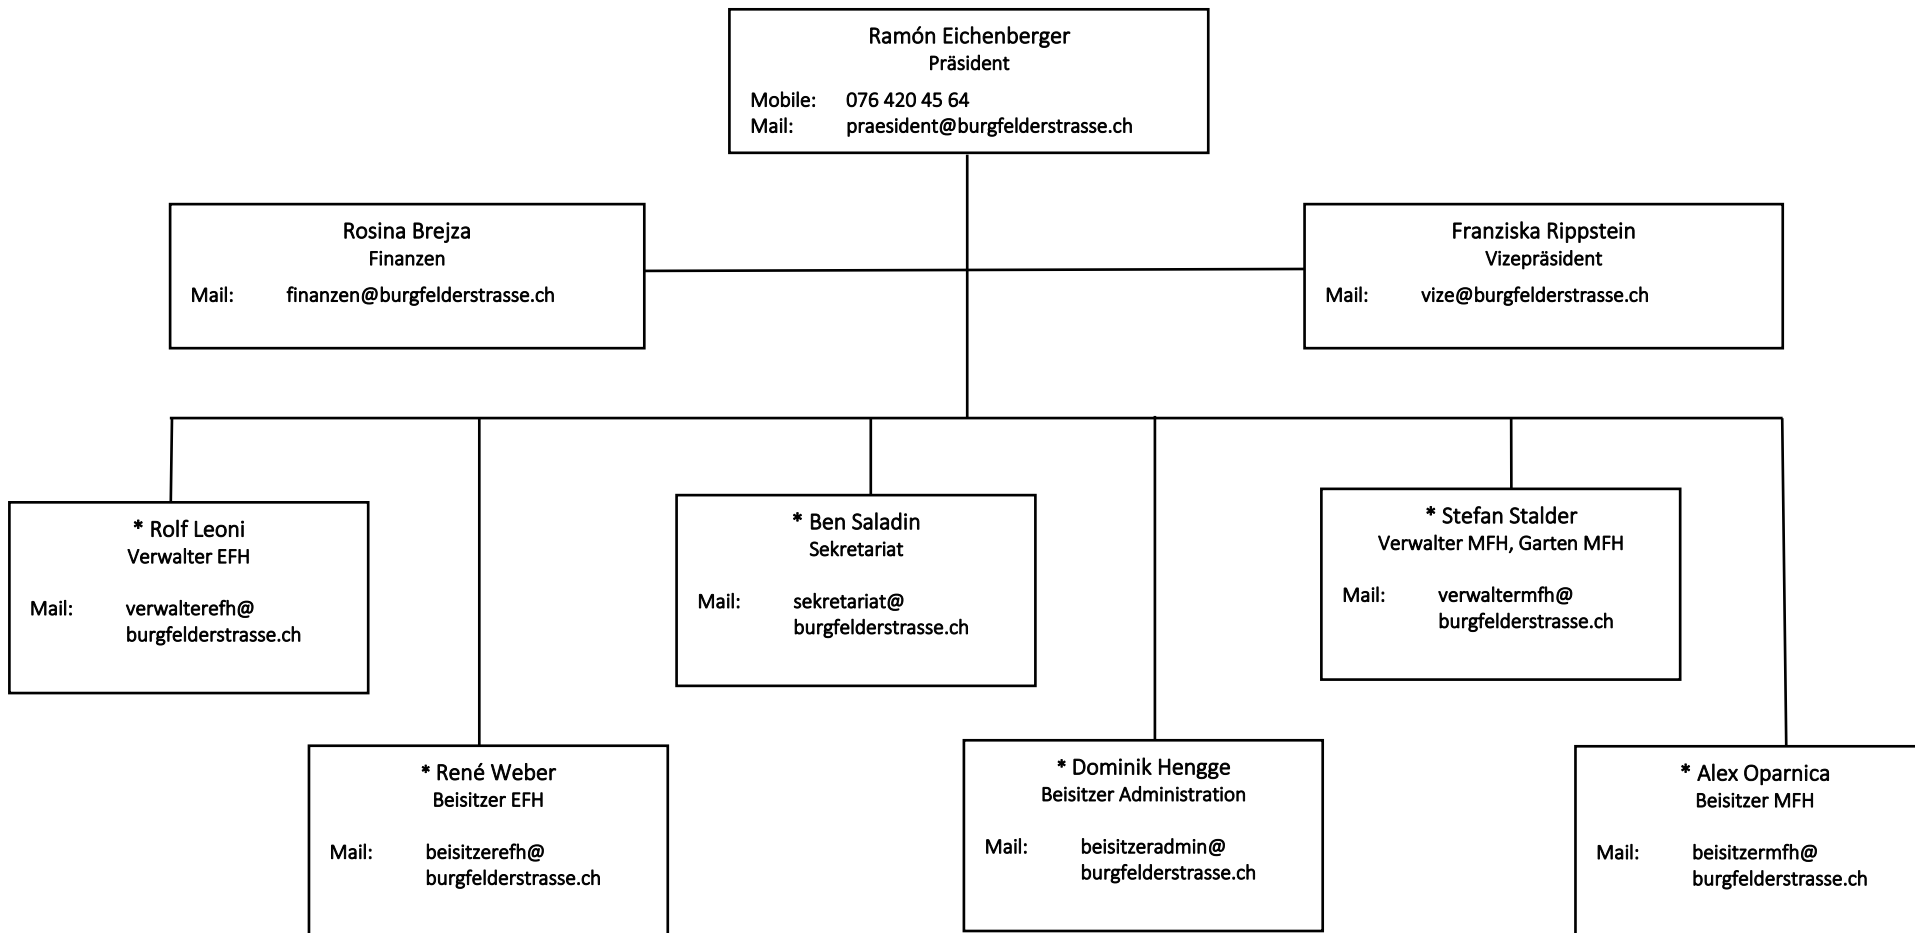 Ramón Eichenberger
Präsident
Mobile: 076 420 45 64
Mail: praesident@burgfelderstrasse.ch
Rosina Brejza
Finanzen
Mail: finanzen@burgfelderstrasse.ch
Franziska Rippstein
Vizepräsident
Mail: vize@burgfelderstrasse.ch
* Rolf Leoni
Verwalter EFH
Mail: verwalterefh@
burgfelderstrasse.ch
* Ben Saladin
Sekretariat
Mail: sekretariat@
burgfelderstrasse.ch
* Stefan Stalder
Verwalter MFH, Garten MFH
Mail: verwaltermfh@
burgfelderstrasse.ch
* René Weber
Beisitzer EFH
Mail: beisitzerefh@
burgfelderstrasse.ch
* Dominik Hengge
Beisitzer Administration
Mail: beisitzeradmin@
burgfelderstrasse.ch
* Alex Oparnica
Beisitzer MFH
Mail: beisitzermfh@
burgfelderstrasse.ch